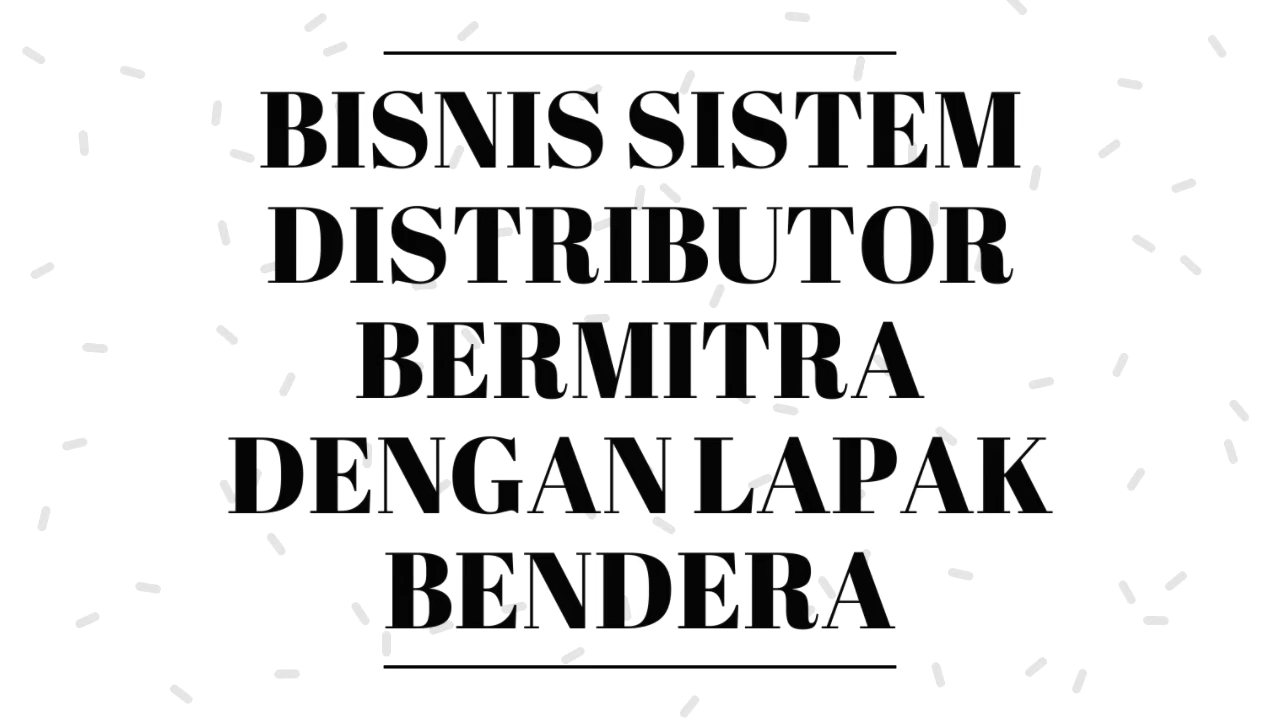 BISNIS SISTEM
DISTRIBUTOR
BERMITRA
DENGAN LAPAK
BENDERA